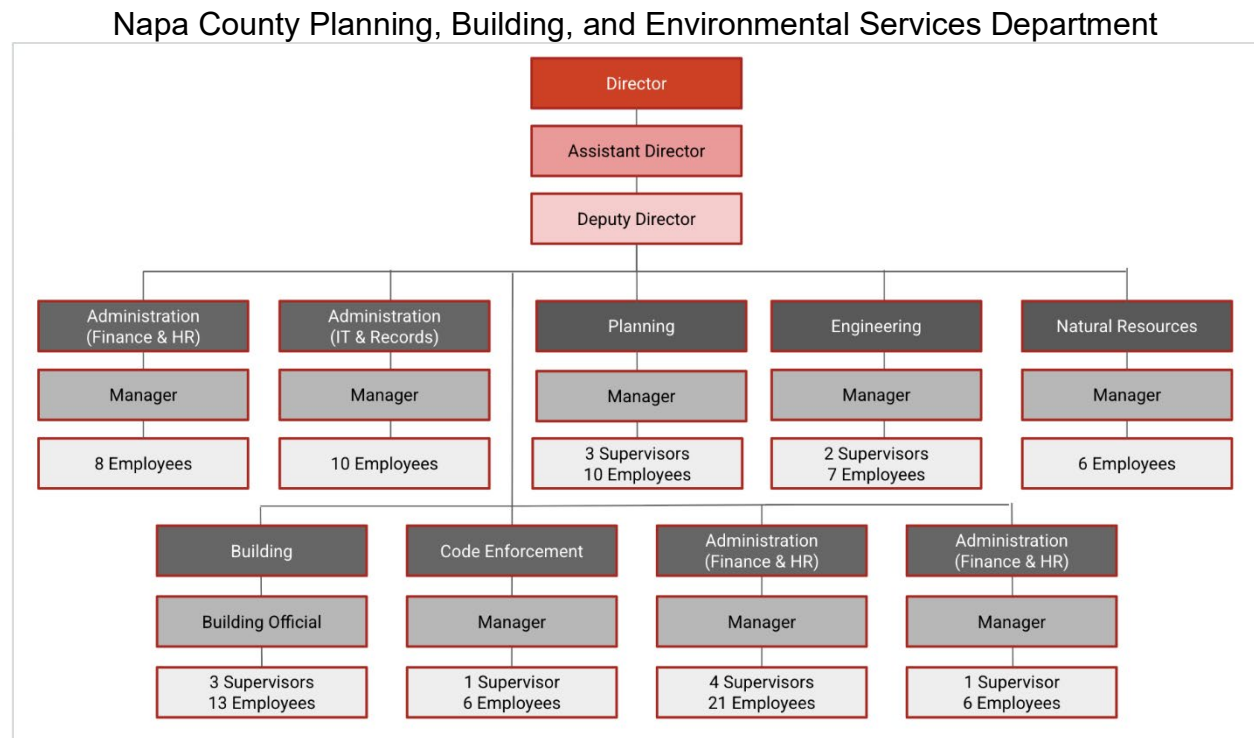 Napa County Planning, Building, and Environmental Services Department
Director
Assistant Director
Deputy Director
Administration
(Finance & HR)
Manager
8 Employees
Administration
(IT & Records)
Manager
10 Employees
Planning
Manager
3 Supervisors
10 Employees
Engineering
Manager
2 Supervisors
7 Employees
Natural Resources
Manager
6 Employees
Building
Building Official
3 Supervisors
13 Employees
Code Enforcement
Manager
1 Supervisor
6 Employees
Administration
(Finance & HR)
Manager
4 Supervisors
21 Employees
Administration
(Finance & HR)
Manager
1 Supervisor
6 Employees